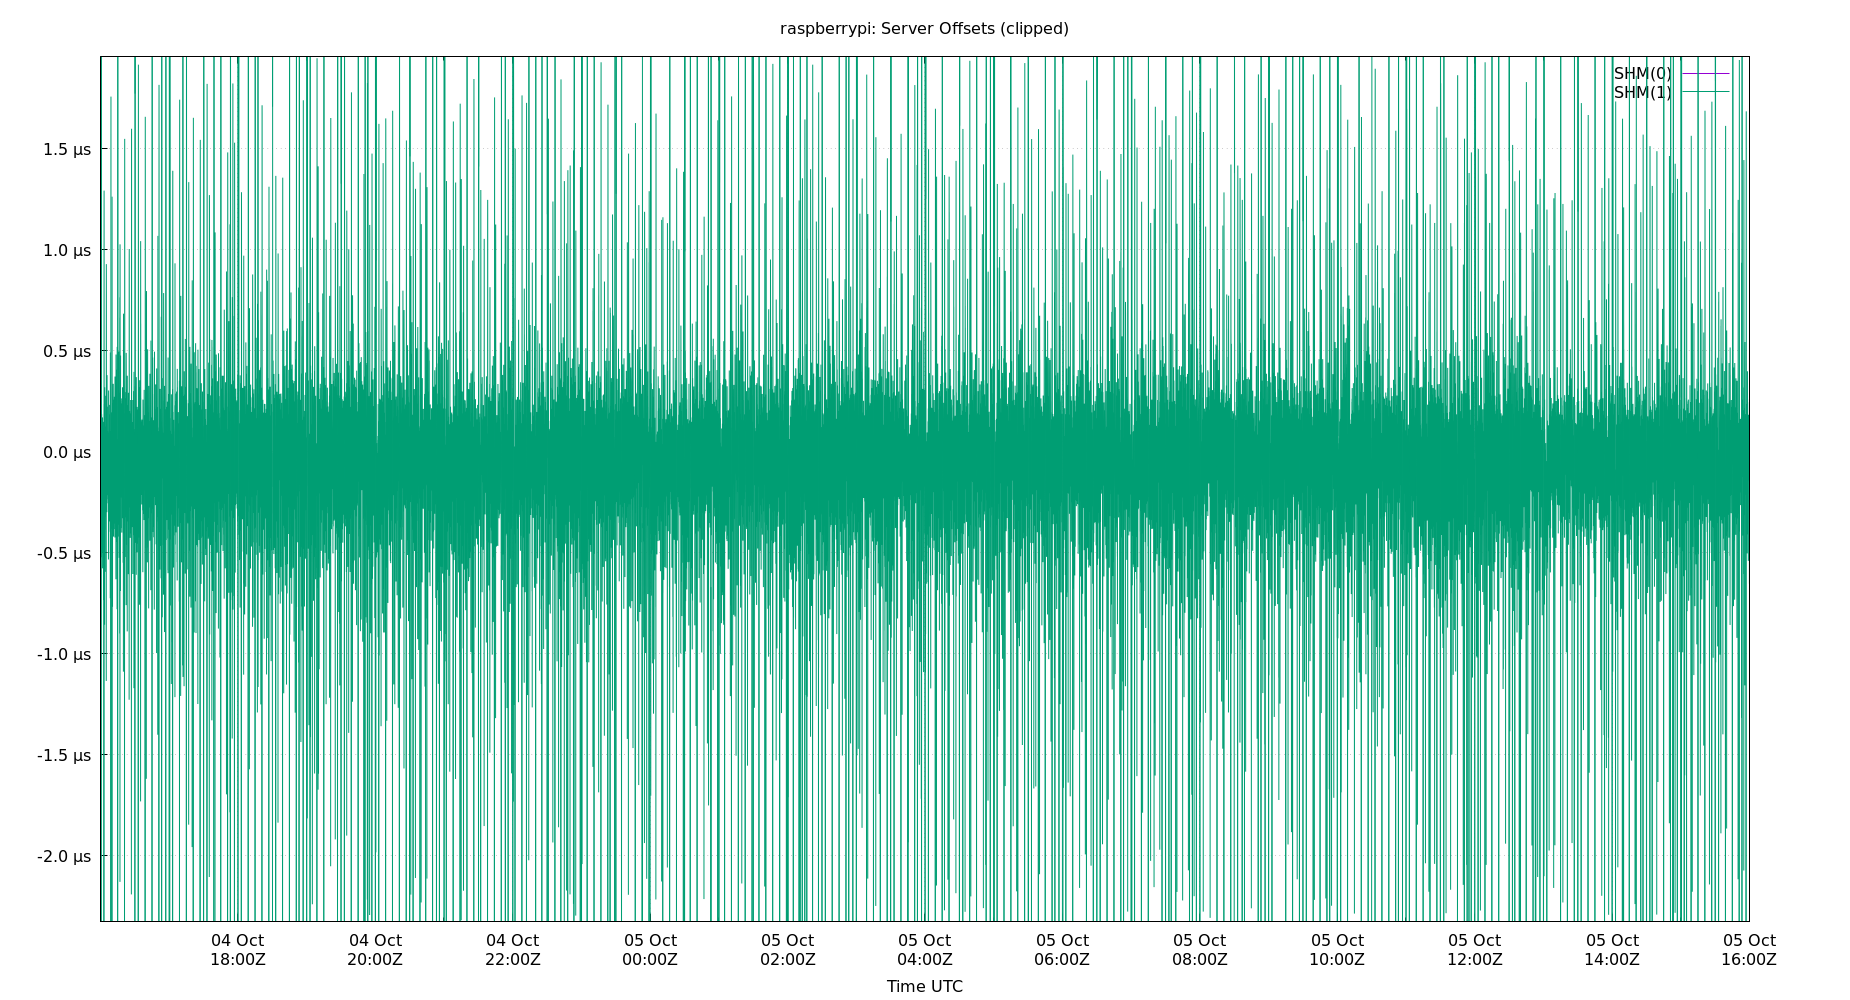 raspberrypi: Server Offsets (clipped)
SHM(0)
SHM(1)
1.5 µs
1.0 µs
0.5 µs
0.0 µs
-0.5 µs
-1.0 µs
-1.5 µs
-2.0 µs
04 Oct 04 Oct 04 Oct 05 Oct 05 Oct 05 Oct 05 Oct 05 Oct 05 Oct 05 Oct 05 Oct 05 Oct
18:00Z 20:00Z 22:00Z 00:00Z 02:00Z 04:00Z 06:00Z 08:00Z 10:00Z 12:00Z 14:00Z 16:00Z
Time UTC